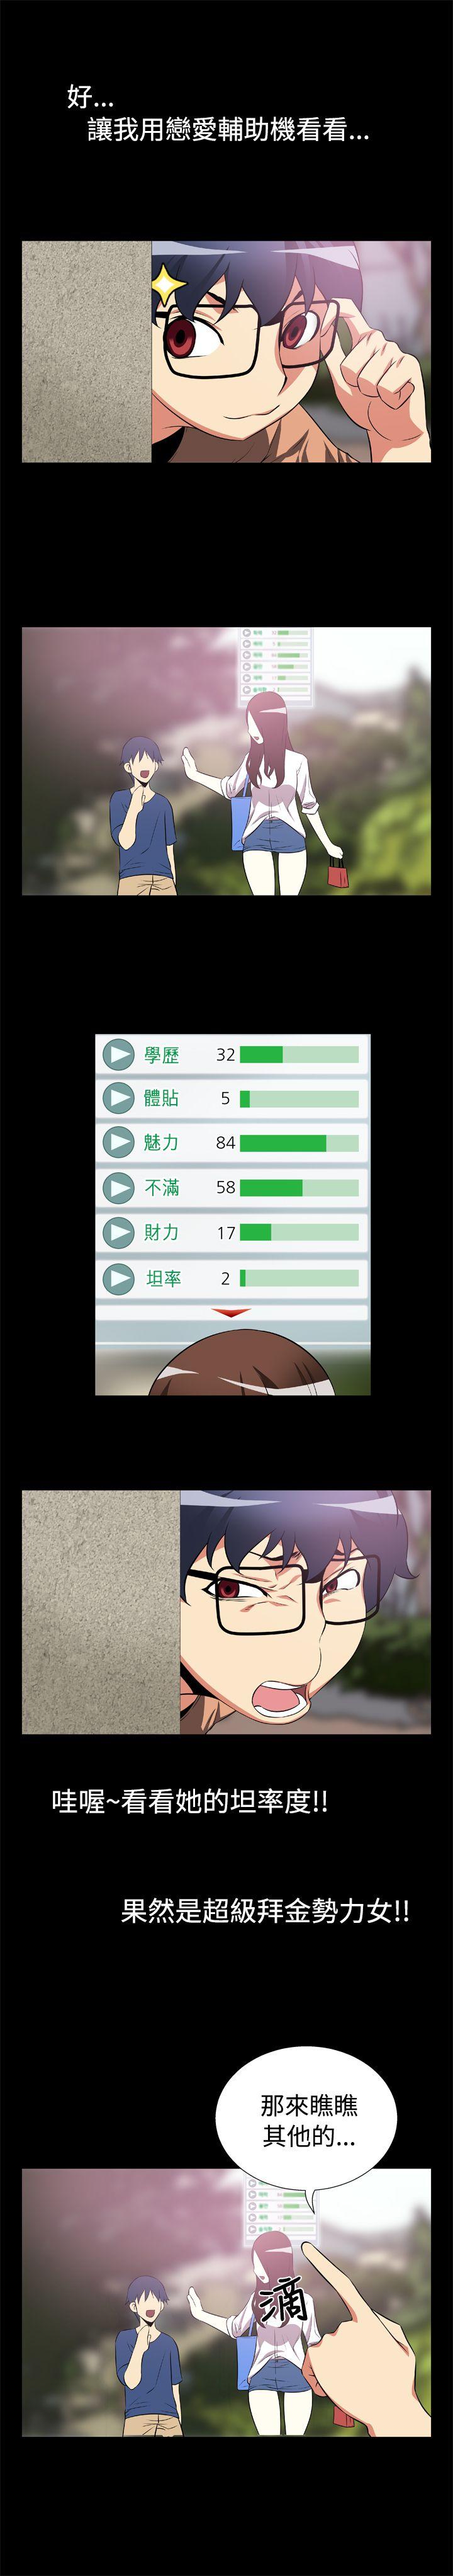 好...
讓我用戀愛輔助機看看...
學歷 32
體貼 5
魅力 84
不滿 58
財力 17
坦率 2
哇喔~看看她的坦率度!!
果然是超級拜金勢力女!!
那來瞧瞧
其他的...
滴